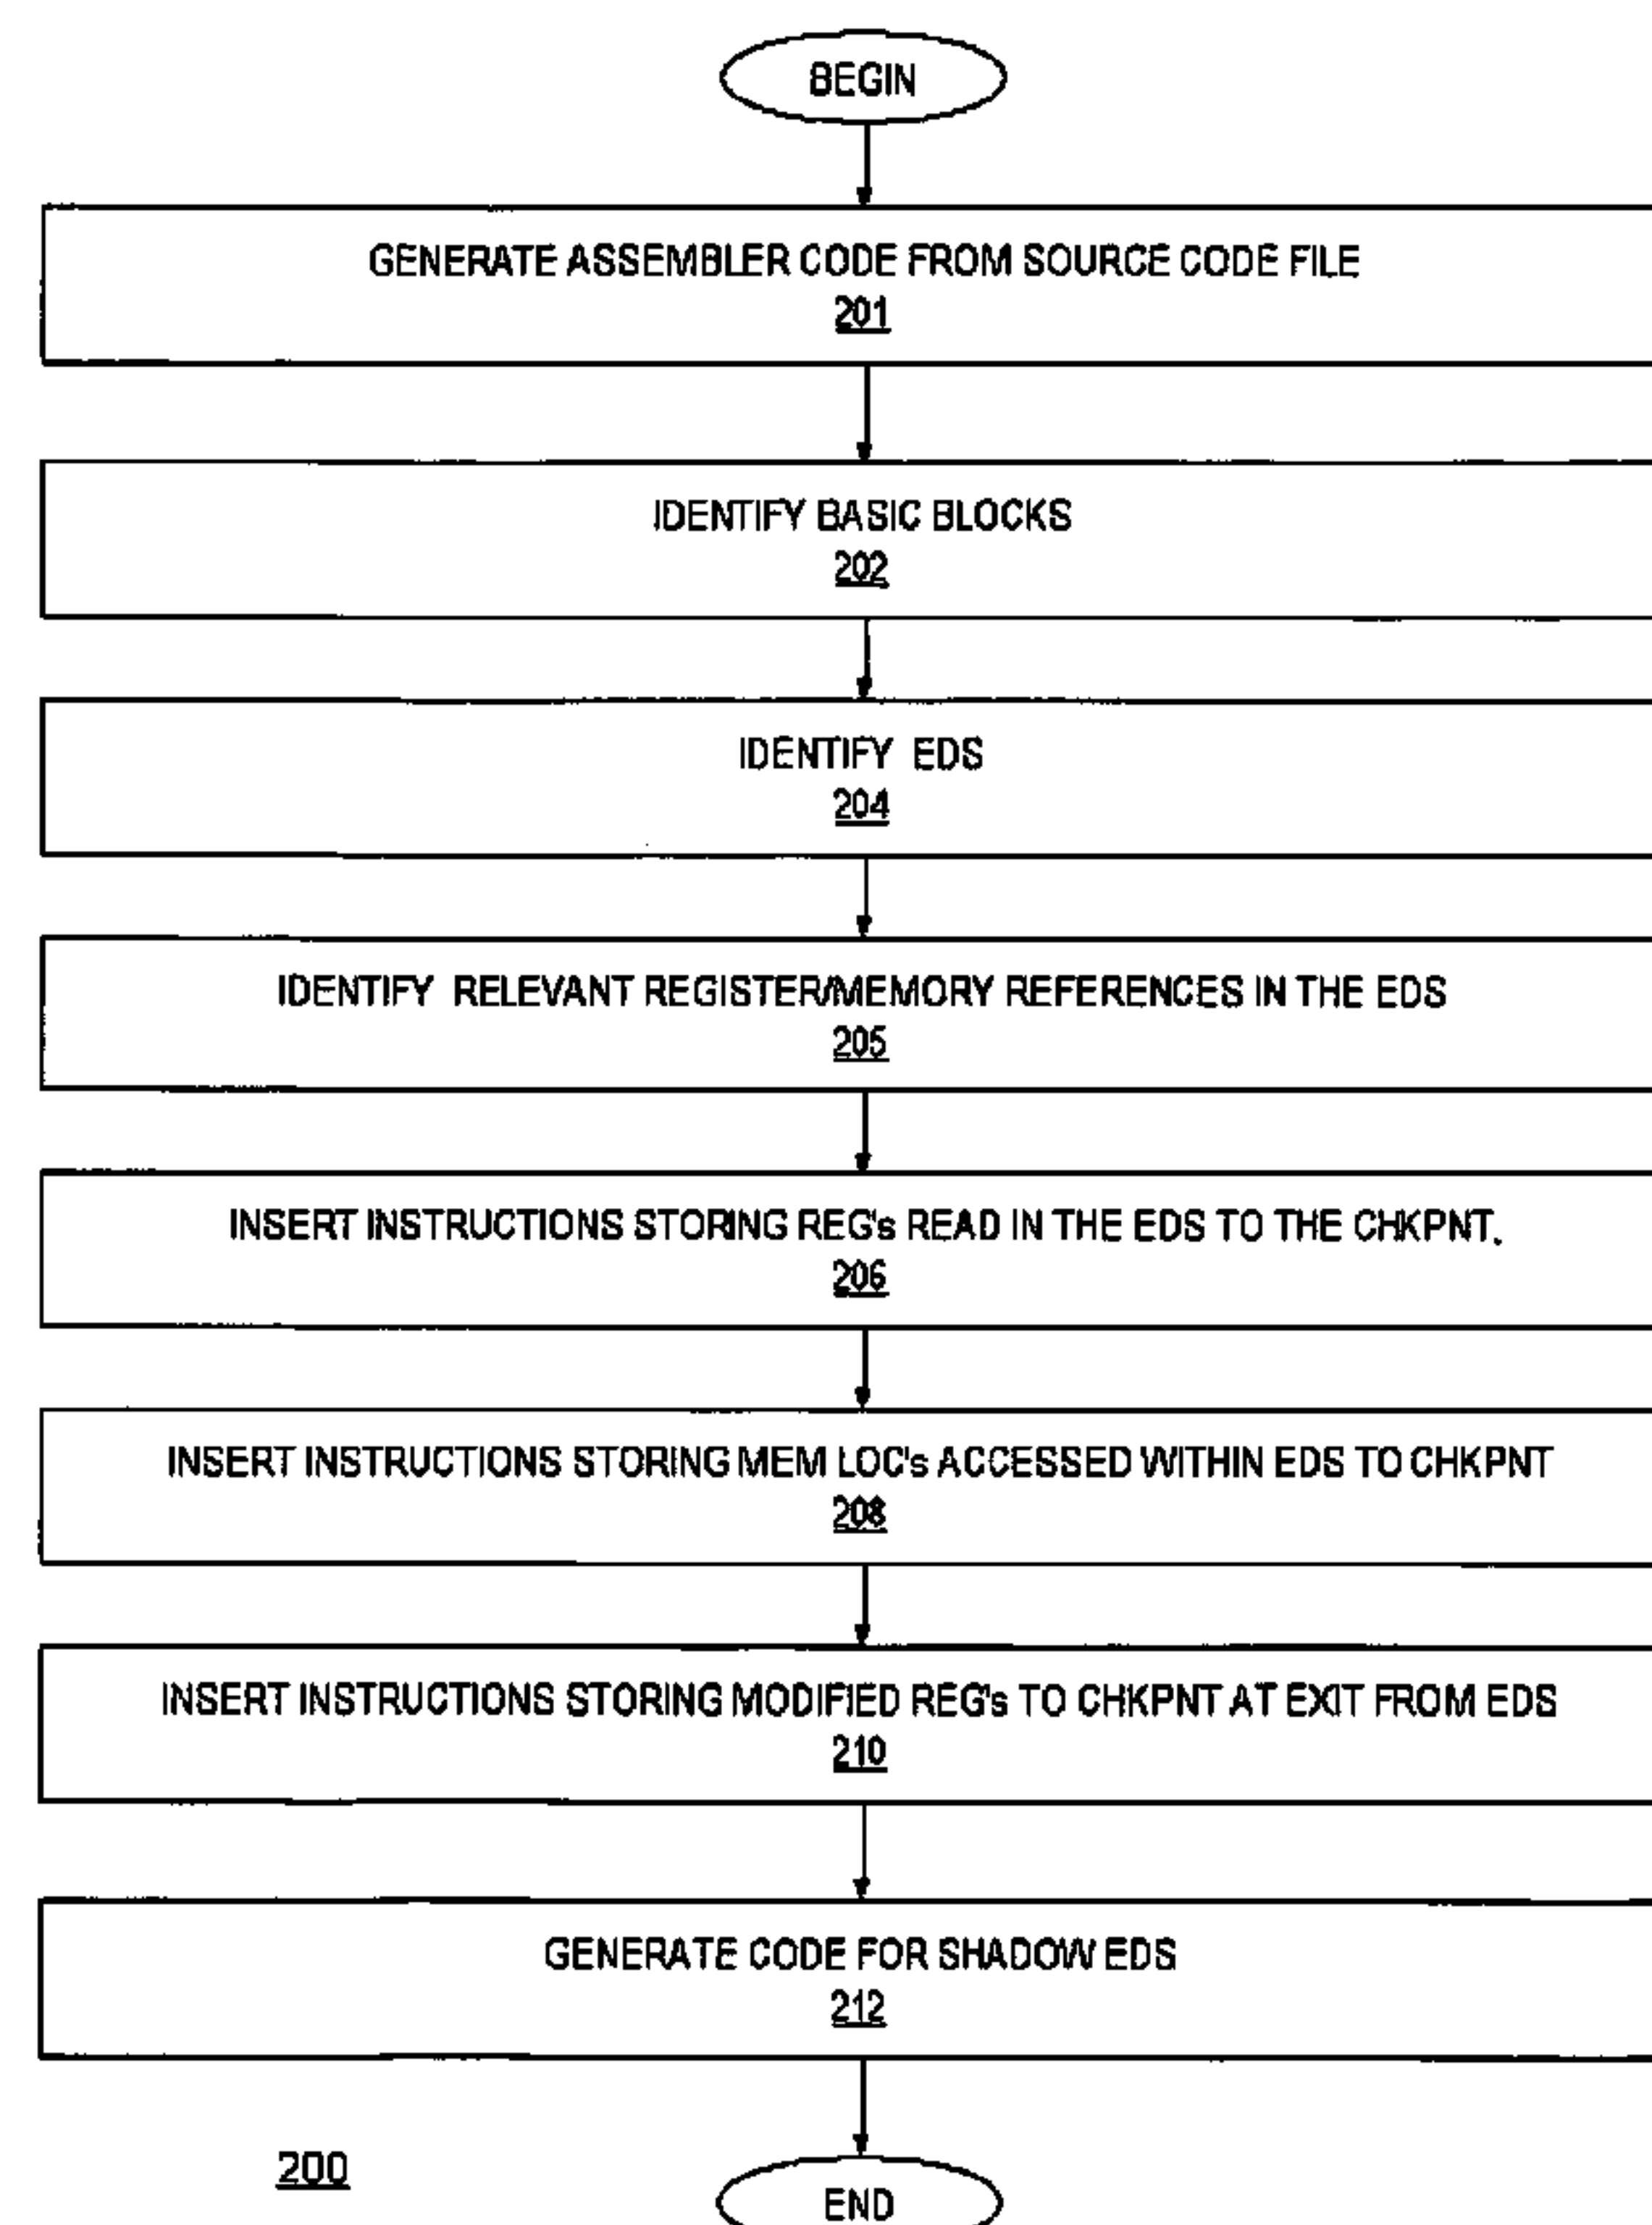 BEGIN
GENERATE ASSEMBLER CODE FROM SOURCE CODE FILE
201
IDENTIFY BASIC BLOCKS
202
IDENTIFY EDS
204
IDENTIFY RELEVANT REGISTER/MEMORY REFERENCES IN THE EDS
205
INSERT INSTRUCTIONS STORING REG's READ IN THE EDS TO THE CHKPNT.
206
INSERT INSTRUCTIONS STORING MEM LOC's ACCESSED WITHIN EDS TO CHKPNT
208
INSERT INSTRUCTIONS STORING MODIFIED REG's TO CHKPNT AT EXIT FROM EDS
210
GENERATE CODE FOR SHADOW EDS
212
200
END